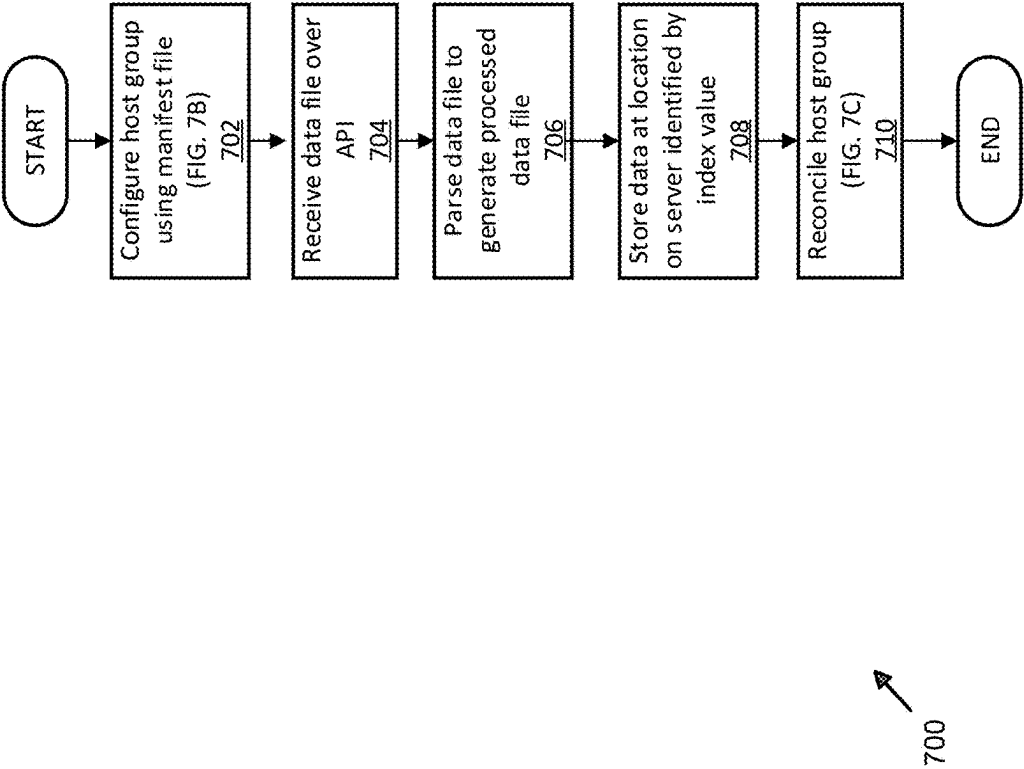 START
Configure host group
using manifest file
(FIG. 7B)
702
Receive data file over
API
704
Parse data file to
generate processed
data file
706
Store data at location
on server identified by
index value
708
Reconcile host group
(FIG. 7C)
710
END
700